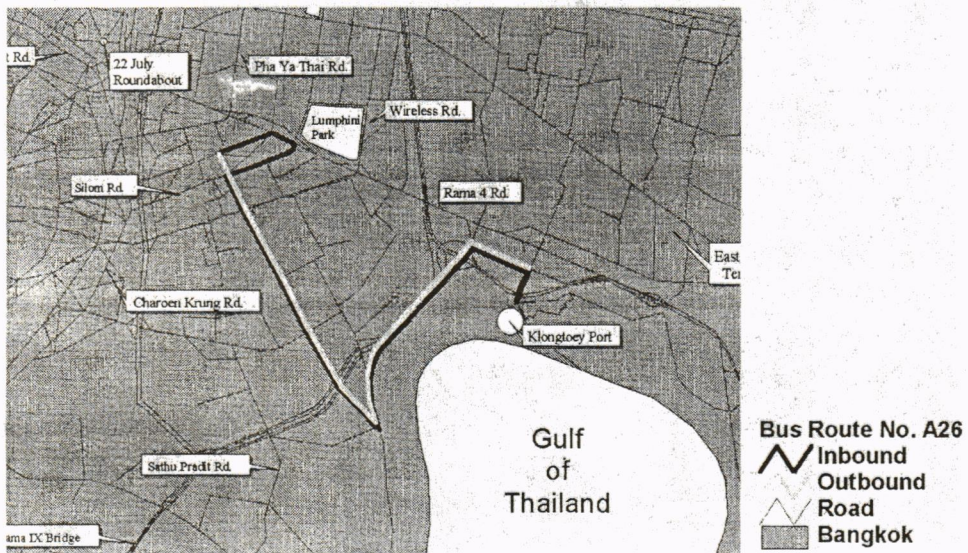 t Rd.
22 July
Roundabout
Pha Ya Thai Rd.
Lumphini
Park
Wireless Rd.
Silom Rd.
Rama 4 Rd.
East
Ter
Charoen Krung Rd.
Klongtoey Port
Gulf
of
Thailand
Sathu Pradit Rd.
ama IX Bridge
Bus Route No. A26
Inbound
Outbound
Road
Bangkok